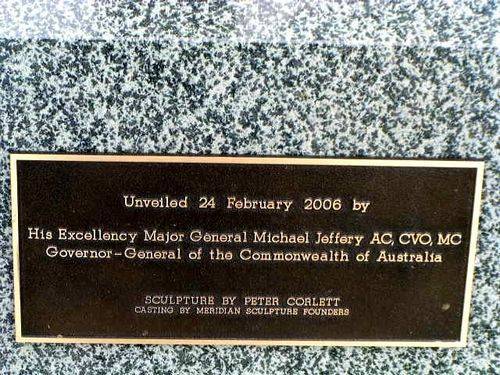 Unveiled 24 February 2006 by
His Excellency Major General Michael Jeffery AC, CVO, MC
Governor-General of the Commonwealth of Australia
SCULPTURE BY PETER CORLETT
CASTING BY MERIDIAN SCULPTURE FOUNDERS